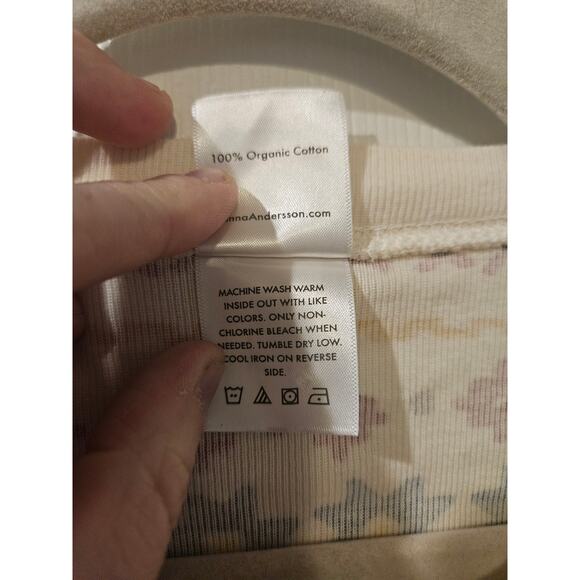 100% Organic Cotton
nnaAndersson.com
MACHINE WASH WARM
INSIDE OUT WITH LIKE
COLORS. ONLY NON-
CHLORINE BLEACH WHEN
NEEDED. TUMBLE DRY LOW.
COOL IRON ON REVERSE
SIDE.